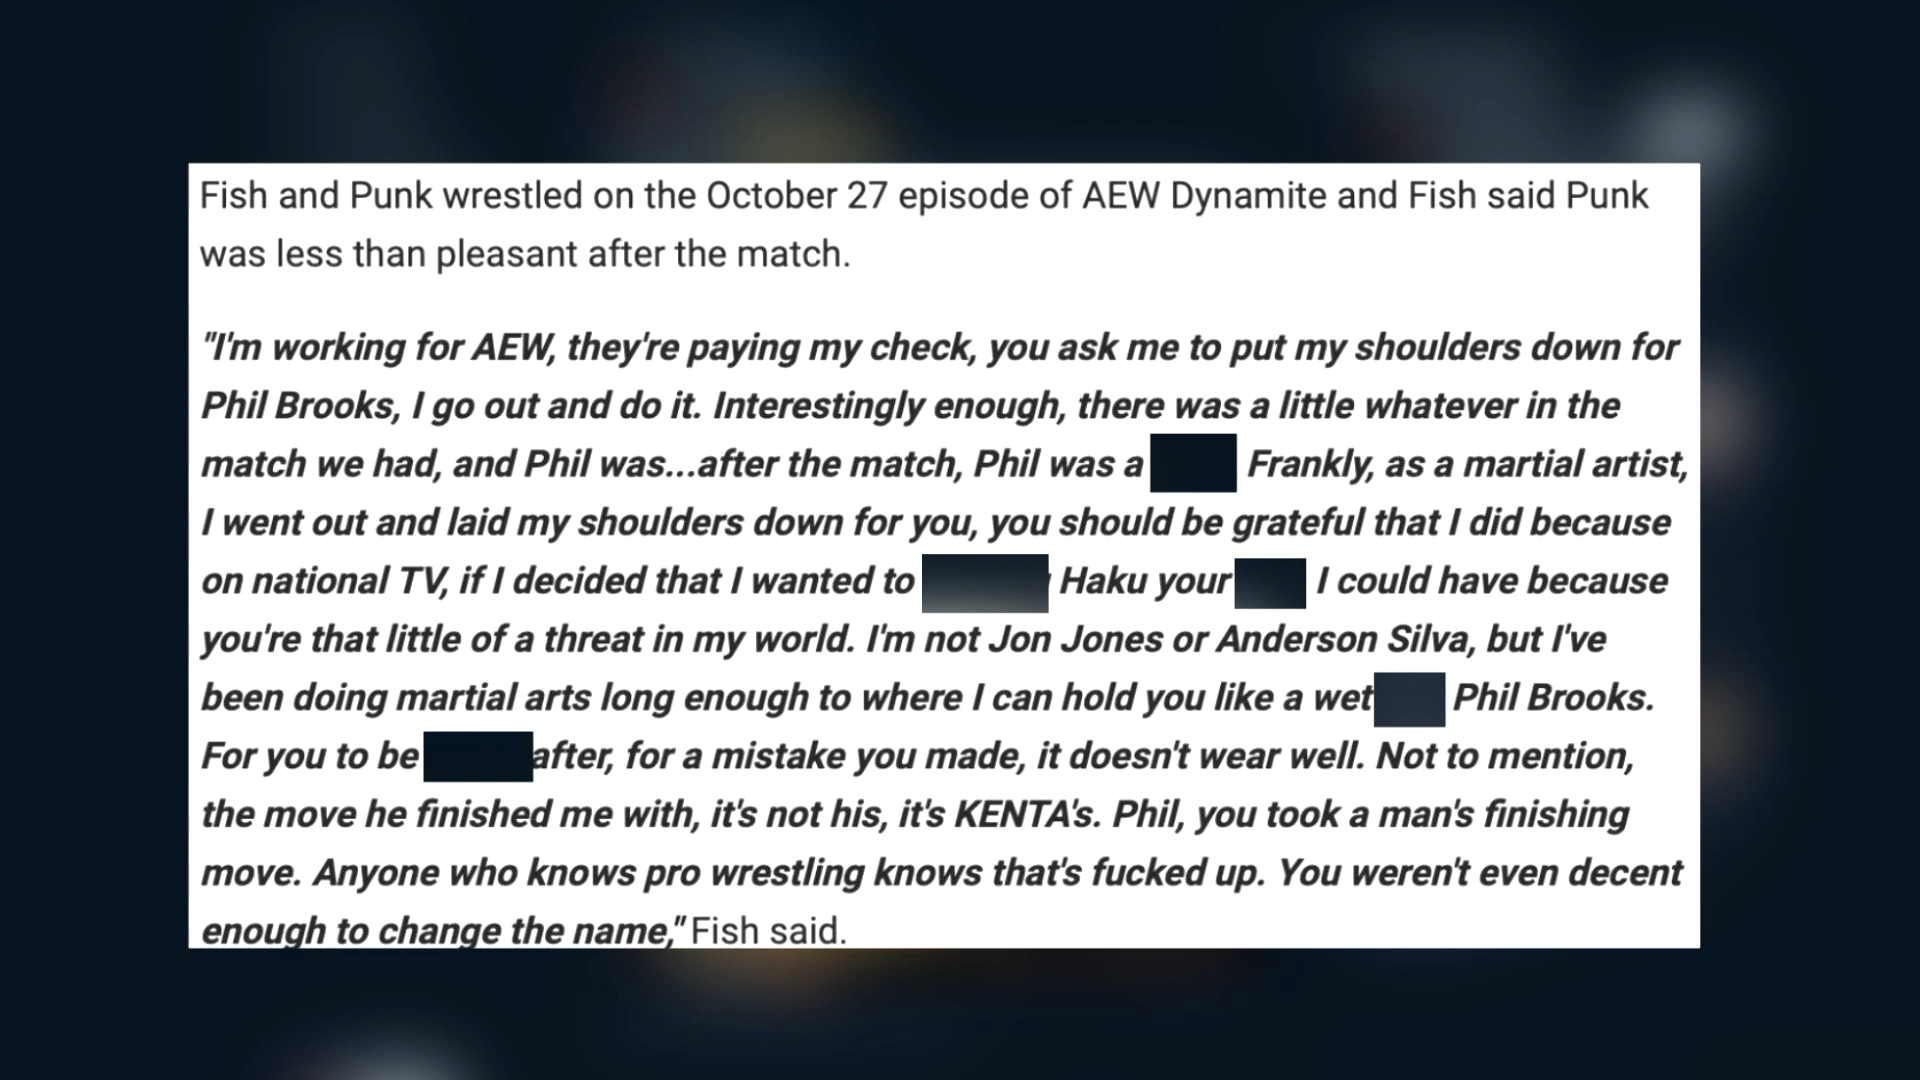 Fish and Punk wrestled on the October 27 episode of AEW Dynamite and Fish said Punk
was less than pleasant after the match.
"I'm working for AEW, they're paying my check, you ask me to put my shoulders down for
Phil Brooks, I go out and do it. Interestingly enough, there was a little whatever in the
match we had, and Phil was...after the match, Phil was a Frankly, as a martial artist,
I went out and laid my shoulders down for you, you should be grateful that I did because
on national TV, if I decided that I wanted to Haku your I could have because
you're that little of a threat in my world. I'm not Jon Jones or Anderson Silva, but I've
been doing martial arts long enough to where I can hold you like a wet Phil Brooks.
For you to be after, for a mistake you made, it doesn't wear well. Not to mention,
the move he finished me with, it's not his, it's KENTA's. Phil, you took a man's finishing
move. Anyone who knows pro wrestling knows that's fucked up. You weren't even decent
enough to change the name," Fish said.